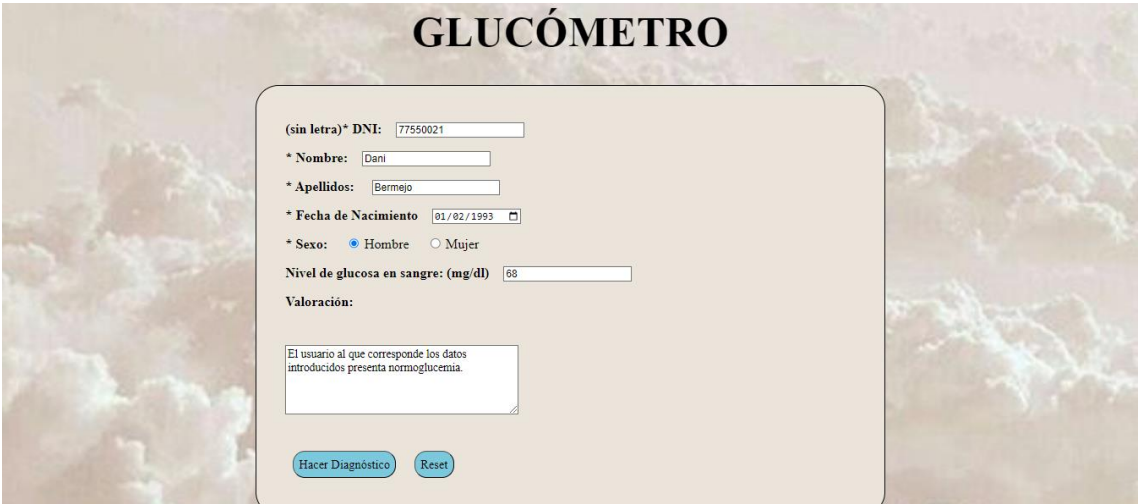 GLUCÓMETRO
(sin letra)* DNI: 77550021
* Nombre: Dani
* Apellidos: Bermejo
* Fecha de Nacimiento 01/02/1993
* Sexo: Hombre Mujer
Nivel de glucosa en sangre: (mg/dl) 68
Valoración:
El usuario al que corresponde los datos
introducidos presenta normoglucemia.
Hacer Diagnóstico Reset